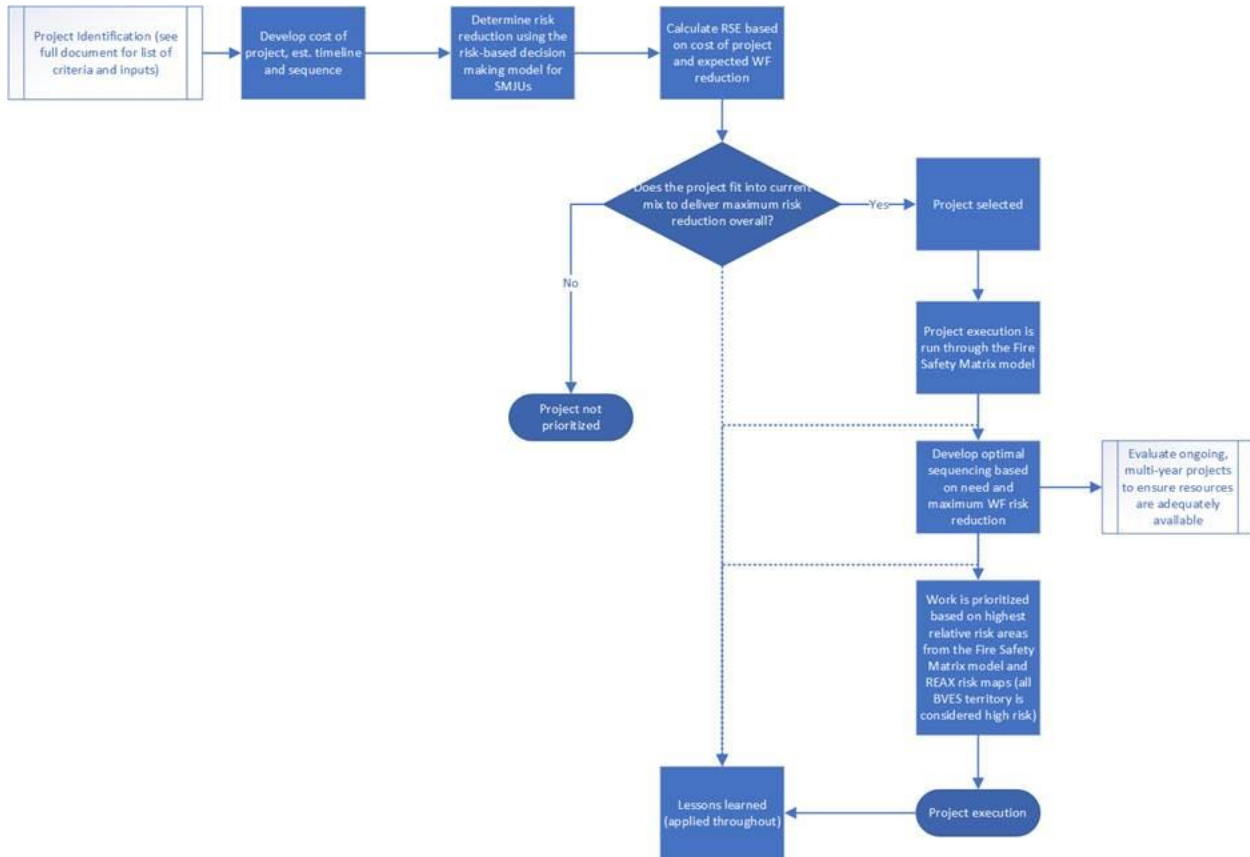 Project Identification (see
full document for list of
criteria and inputs)
Develop cost of
project, est. timeline
and sequence
Determine risk
reduction using the
risk-based decision
making model for
SMJUs
Calculate RSE based
on cost of project
and expected WF
reduction
Does the project fit into current
mix to deliver maximum risk
reduction overall?
Yes
Project selected
No
Project not
prioritized
Project execution is
run through the Fire
Safety Matrix model
Develop optimal
sequencing based
on need and
maximum WF risk
reduction
Evaluate ongoing,
multi-year projects
to ensure resources
are adequately
available
Work is prioritized
based on highest
relative risk areas
from the Fire Safety
Matrix model and
REAX risk maps (all
BVES territory is
considered high risk)
Lessons learned
(applied throughout)
Project execution